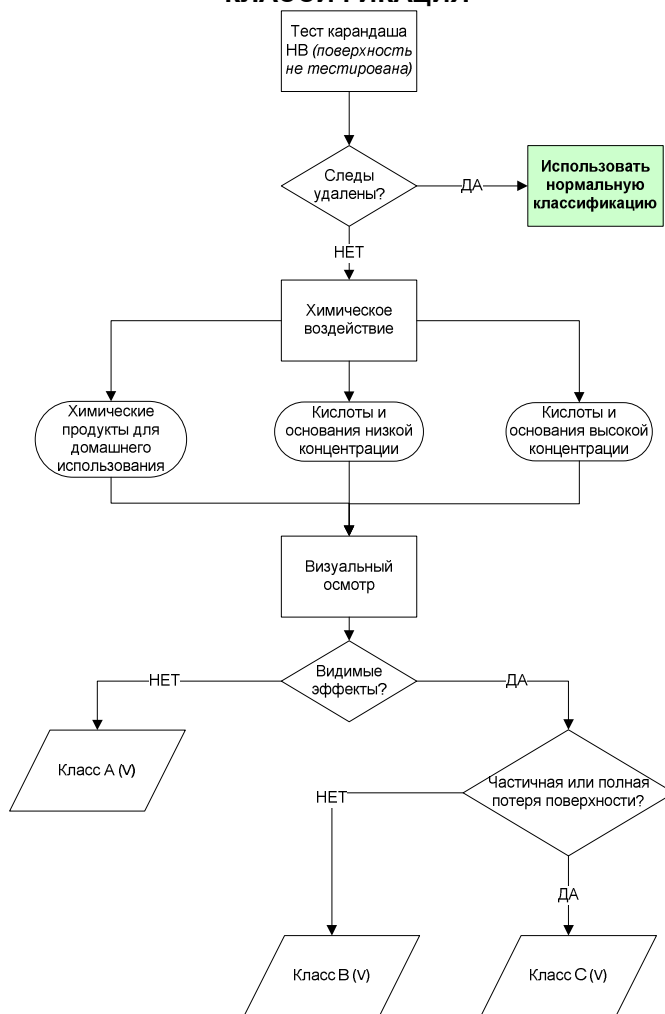 КЛАССИФИКАЦИЯ
Тест карандаша
НВ (поверхность
не тестирована)
Следы
удалены?
ДА
Использовать
нормальную
классификацию
НЕТ
Химическое
воздействие
Химические
продукты для
домашнего
использования
Кислоты и
основания низкой
концентрации
Кислоты и
основания высокой
концентрации
Визуальный
осмотр
Видимые
эффекты?
НЕТ
ДА
Класс A (V)
Частичная или полная
потеря поверхности?
НЕТ
ДА
Класс B (V)
Класс C (V)